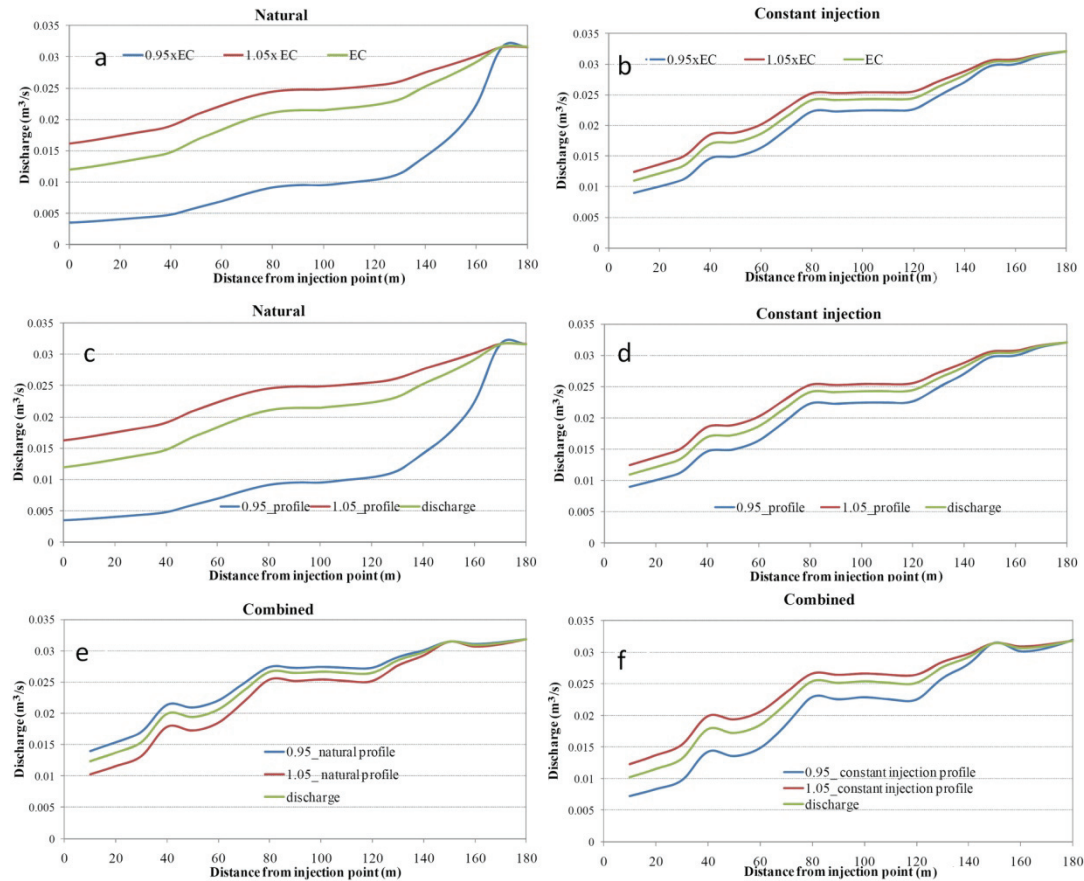 Natural
a
0.95xEC 1.05x EC EC
Discharge (m³/s)
0.035
0.03
0.025
0.02
0.015
0.01
0.005
0
0 20 40 60 80 100 120 140 160 180
Distance from injection point (m)
Constant injection
b
0.95xEC 1.05xEC EC
Discharge (m³/s)
0.035
0.03
0.025
0.02
0.015
0.01
0.005
0
0 20 40 60 80 100 120 140 160 180
Distance from injection point (m)
Natural
c
Discharge (m³/s)
0.035
0.03
0.025
0.02
0.015
0.01
0.005
0
0.95_profile 1.05_profile discharge
0 20 40 60 80 100 120 140 160 180
Distance from injection point (m)
Constant injection
d
Discharge (m³/s)
0.035
0.03
0.025
0.02
0.015
0.01
0.005
0
0.95_profile 1.05_profile discharge
0 20 40 60 80 100 120 140 160 180
Distance from injection point (m)
Combined
e
Discharge (m³/s)
0.035
0.03
0.025
0.02
0.015
0.01
0.005
0
0.95_natural profile
1.05_ natural profile
discharge
0 20 40 60 80 100 120 140 160 180
Distance from injection point (m)
Combined
f
Discharge (m³/s)
0.035
0.03
0.025
0.02
0.015
0.01
0.005
0
0.95_ constant injection profile
1.05_constant injection profile
discharge
0 20 40 60 80 100 120 140 160 180
Distance from injection point (m)